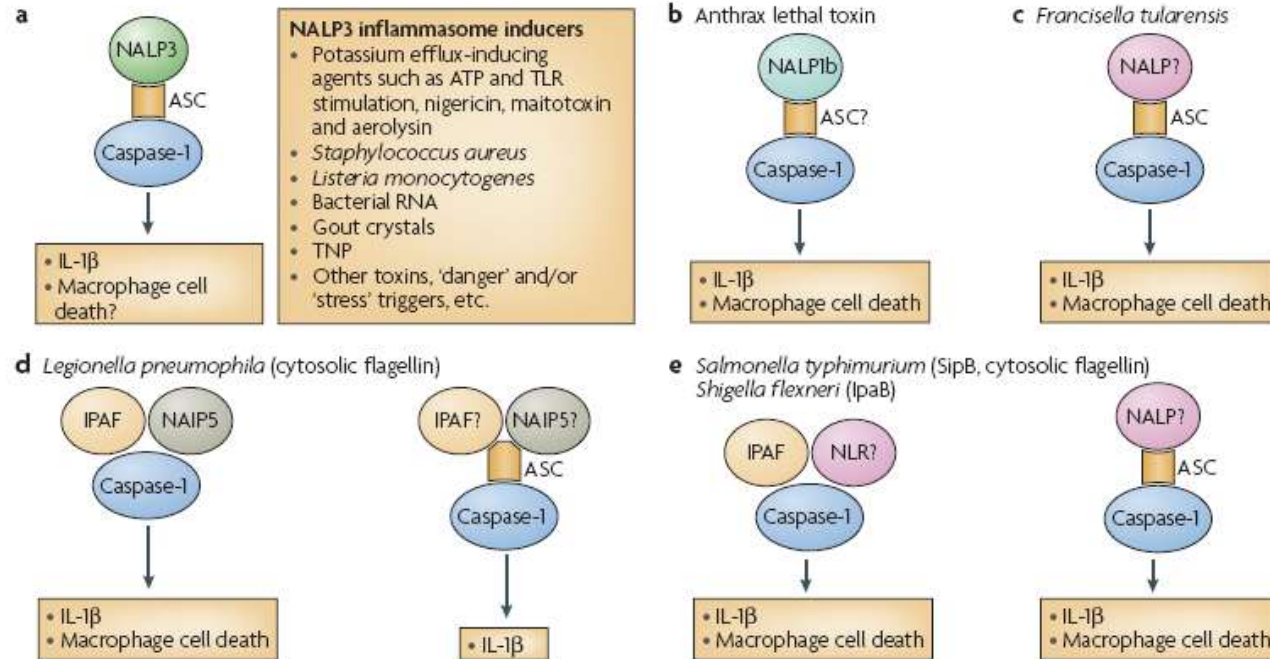 a
NALP3
ASC
Caspase-1
• IL-1β
• Macrophage cell
death?
NALP3 inflammasome inducers
• Potassium efflux-inducing
agents such as ATP and TLR
stimulation, nigericin, maitotoxin
and aerolysin
• Staphylococcus aureus
• Listeria monocytogenes
• Bacterial RNA
• Gout crystals
• TNP
• Other toxins, ‘danger’ and/or
‘stress’ triggers, etc.
b Anthrax lethal toxin
NALP1b
ASC?
Caspase-1
• IL-1β
• Macrophage cell death
c Francisella tularensis
NALP?
ASC
Caspase-1
• IL-1β
• Macrophage cell death
d Legionella pneumophila (cytosolic flagellin)
IPAF NAIP5
Caspase-1
• IL-1β
• Macrophage cell death
IPAF? NAIP5?
ASC
Caspase-1
• IL-1β
e Salmonella typhimurium (SipB, cytosolic flagellin)
Shigella flexneri (IpaB)
IPAF NLR?
Caspase-1
• IL-1β
• Macrophage cell death
NALP?
ASC
Caspase-1
• IL-1β
• Macrophage cell death